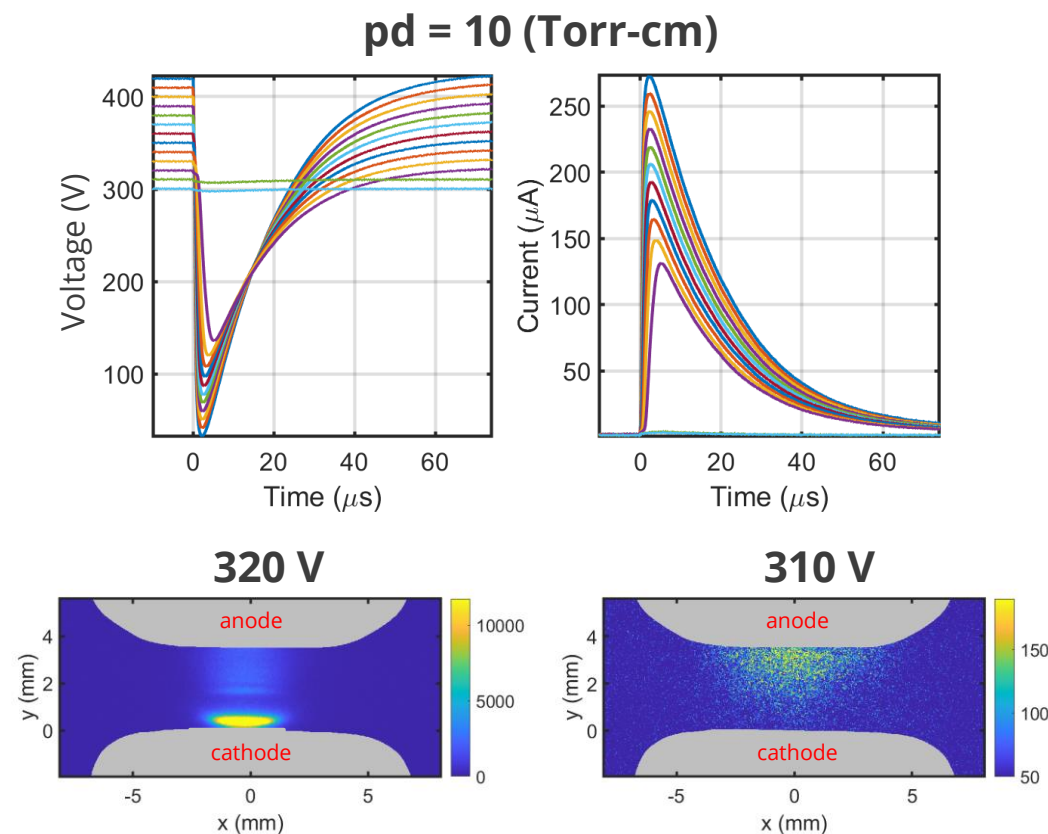 pd = 10 (Torr-cm)
400
300
200
100
Voltage (V)
0 20 40 60
Time (μs)
250
200
150
100
50
Current (μA)
0 20 40 60
Time (μs)
320 V
anode
cathode
4
2
0
y (mm)
-5 0 5
x (mm)
10000
5000
0
310 V
anode
cathode
4
2
0
y (mm)
-5 0 5
x (mm)
150
100
50